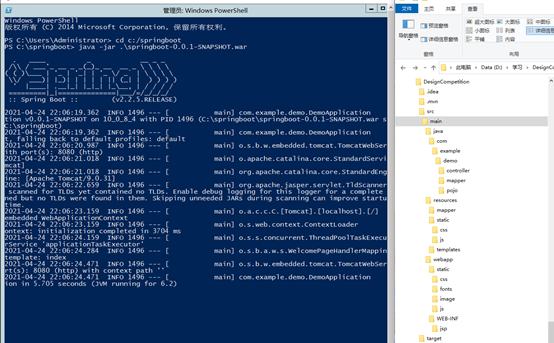 管理员: Windows PowerShell
Windows PowerShell
版权所有 (C) 2014 Microsoft Corporation。保留所有权利。
PS C:\Users\Administrator> cd c:/springboot
PS C:\springboot> java -jar .\springboot-0.0.1-SNAPSHOT.war
:: Spring Boot ::        (v2.2.5.RELEASE)
2021-04-24 22:06:19.362  INFO 1496 --- [           main] com.example.demo.DemoApplication
tion v0.0.1-SNAPSHOT on 10_0_8_4 with PID 1496 (C:\springboot\springboot-0.0.1-SNAPSHOT.war s
C:\springboot)
2021-04-24 22:06:19.362  INFO 1496 --- [           main] com.example.demo.DemoApplication
t, falling back to default profiles: default
2021-04-24 22:06:20.987  INFO 1496 --- [           main] o.s.b.w.embedded.tomcat.TomcatWebSer
ith port(s): 8080 (http)
2021-04-24 22:06:21.018  INFO 1496 --- [           main] o.apache.catalina.core.StandardServi
mcat]
2021-04-24 22:06:21.018  INFO 1496 --- [           main] org.apache.catalina.core.StandardEng
ine: [Apache Tomcat/9.0.31]
2021-04-24 22:06:22.659  INFO 1496 --- [           main] org.apache.jasper.servlet.TldScanner
scanned for TLDs yet contained no TLDs. Enable debug logging for this logger for a complete
ned but no TLDs were found in them. Skipping unneeded JARs during scanning can improve startu
time.
2021-04-24 22:06:23.159  INFO 1496 --- [           main] o.a.c.c.C.[Tomcat].[localhost].[/]
embedded WebApplicationContext
2021-04-24 22:06:23.159  INFO 1496 --- [           main] o.s.web.context.ContextLoader
ontext: initialization completed in 3704 ms
2021-04-24 22:06:23.159  INFO 1496 --- [           main] o.s.s.concurrent.ThreadPoolTaskExecu
rService 'applicationTaskExecutor'
2021-04-24 22:06:24.284  INFO 1496 --- [           main] o.s.b.a.w.s.WelcomePageHandlerMappin
template: index
2021-04-24 22:06:24.471  INFO 1496 --- [           main] o.s.b.w.embedded.tomcat.TomcatWebSer
rt(s): 8080 (http) with context path ''
2021-04-24 22:06:24.471  INFO 1496 --- [           main] com.example.demo.DemoApplication
ion in 5.705 seconds (JVM running for 6.2)
文件 主页 共享 查看
导航窗格
预览窗格
详细信息窗格
超大图标 大图标 中图标
小图标 列表 详细信息
平铺 内容
窗格 布局
此电脑 › Data (D:) › 学习 › DesignCo
DesignCompetition
.idea
.mvn
src
main
java
com
example
demo
controller
mapper
pojo
resources
mapper
static
css
js
templates
webapp
static
css
fonts
image
js
WEB-INF
jsp
target